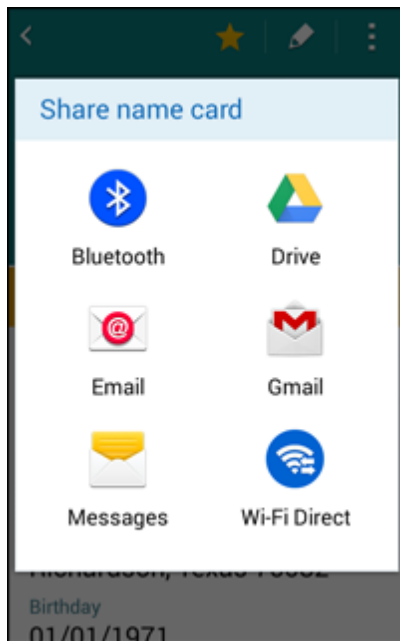 Share name card
Bluetooth
Drive
Email
Gmail
Messages
Wi-Fi Direct
Birthday
01/01/1971